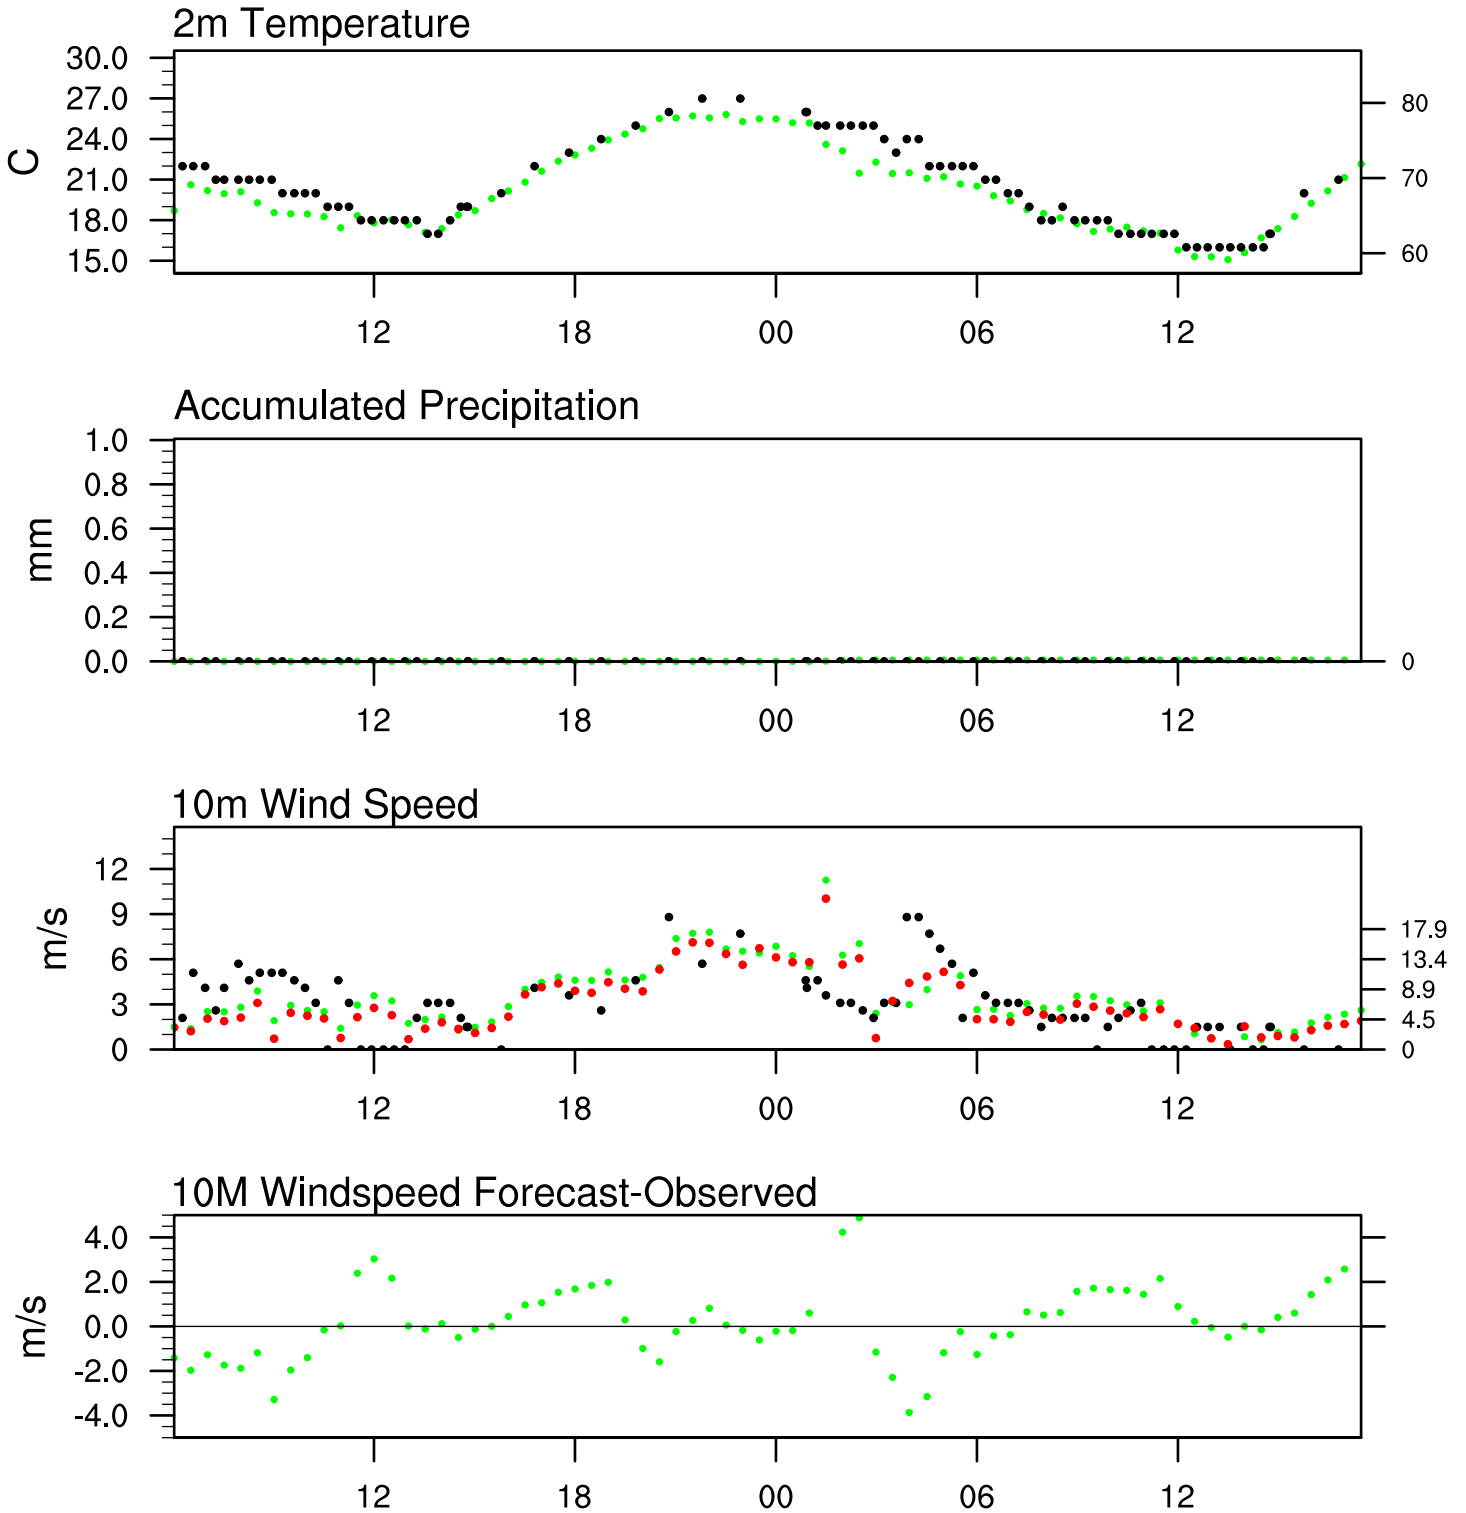 2m Temperature
30.0
27.0
24.0
21.0
18.0
15.0
C
80
70
60
12 18 00 06 12
Accumulated Precipitation
1.0
0.8
0.6
0.4
0.2
0.0
mm
0
12 18 00 06 12
10m Wind Speed
12
9
6
3
0
m/s
17.9
13.4
8.9
4.5
0
12 18 00 06 12
10M Windspeed Forecast-Observed
4.0
2.0
0.0
-2.0
-4.0
m/s
12 18 00 06 12